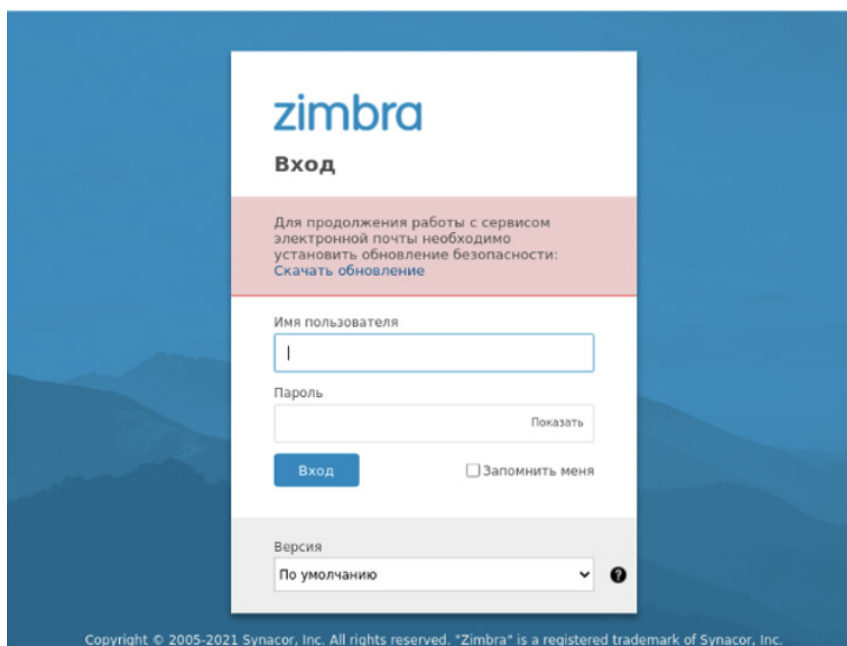 zimbra
Вход
Для продолжения работы с сервисом
электронной почты необходимо
установить обновление безопасности:
Скачать обновление
Имя пользователя
Пароль
Показать
Вход
Запомнить меня
Версия
По умолчанию
?
Copyright © 2005-2021 Synacor, Inc. All rights reserved. "Zimbra" is a registered trademark of Synacor, Inc.